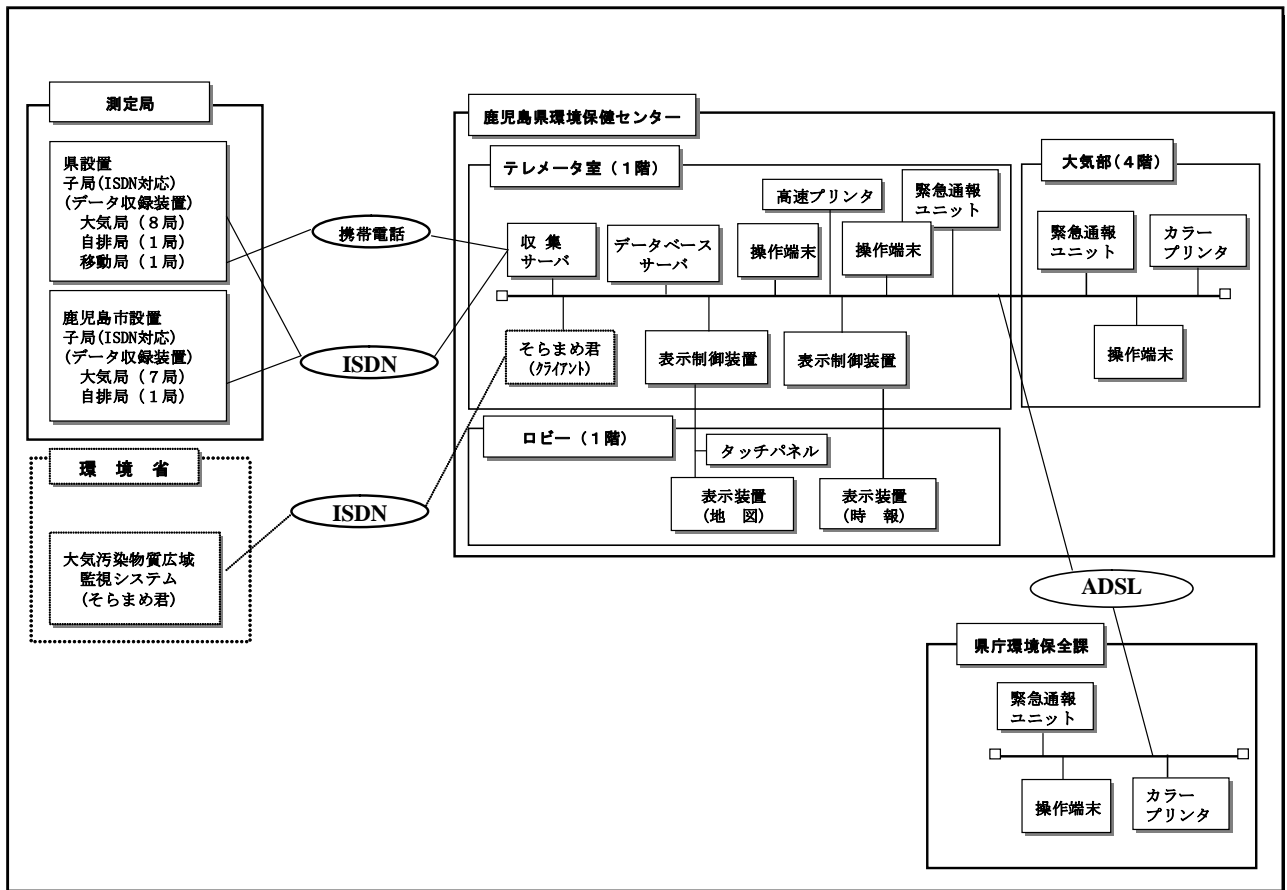 測定局
県設置
子局(ISDN対応)
(データ収録装置)
大気局(8局)
自排局(1局)
移動局(1局)
鹿児島市設置
子局(ISDN対応)
(データ収録装置)
大気局(7局)
自排局(1局)
環 境 省
大気汚染物質広域
監視システム
(そらまめ君)
携帯電話
ISDN
ISDN
鹿児島県環境保健センター
テレメータ室(1階)
収 集
サーバ
データベース
サーバ
操作端末
高速プリンタ
操作端末
緊急通報
ユニット
そらまめ君
(クライアント)
表示制御装置
表示制御装置
ロビー(1階)
タッチパネル
表示装置
(地 図)
表示装置
(時 報)
大気部(4階)
緊急通報
ユニット
カラー
プリンタ
操作端末
ADSL
県庁環境保全課
緊急通報
ユニット
操作端末
カラー
プリンタ